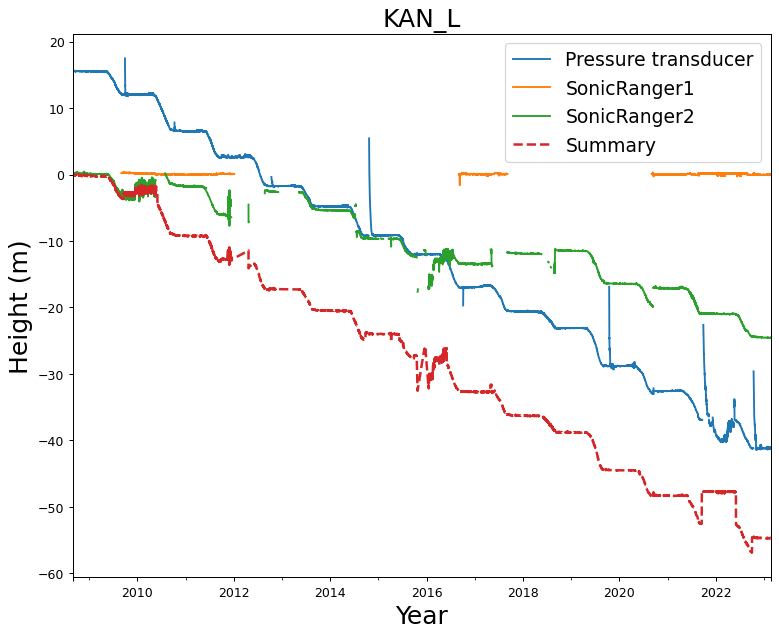 KAN_L
Pressure transducer
SonicRanger1
SonicRanger2
Summary
Height (m)
20
10
0
−10
−20
−30
−40
−50
−60
2010 2012 2014 2016 2018 2020 2022
Year